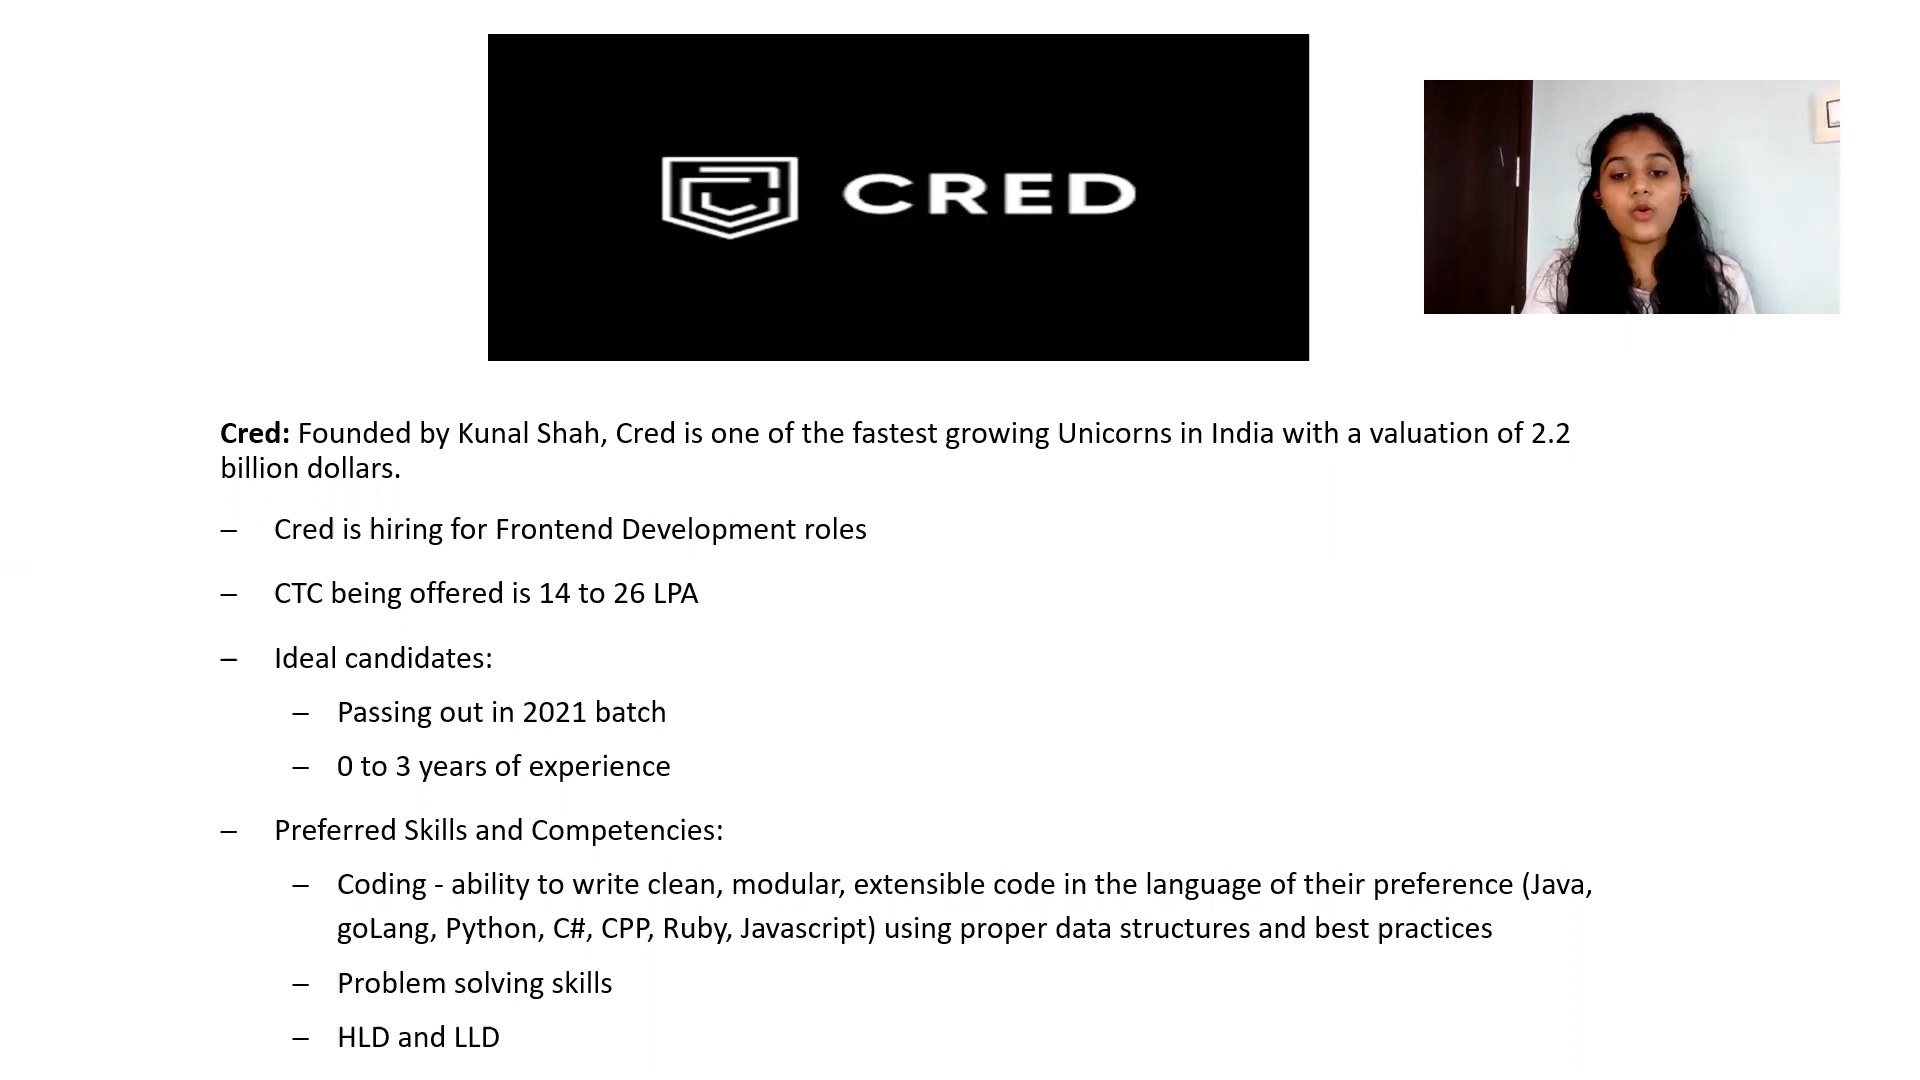 CRED
Cred: Founded by Kunal Shah, Cred is one of the fastest growing Unicorns in India with a valuation of 2.2
billion dollars.
– Cred is hiring for Frontend Development roles
– CTC being offered is 14 to 26 LPA
– Ideal candidates:
– Passing out in 2021 batch
– 0 to 3 years of experience
– Preferred Skills and Competencies:
– Coding - ability to write clean, modular, extensible code in the language of their preference (Java,
goLang, Python, C#, CPP, Ruby, Javascript) using proper data structures and best practices
– Problem solving skills
– HLD and LLD